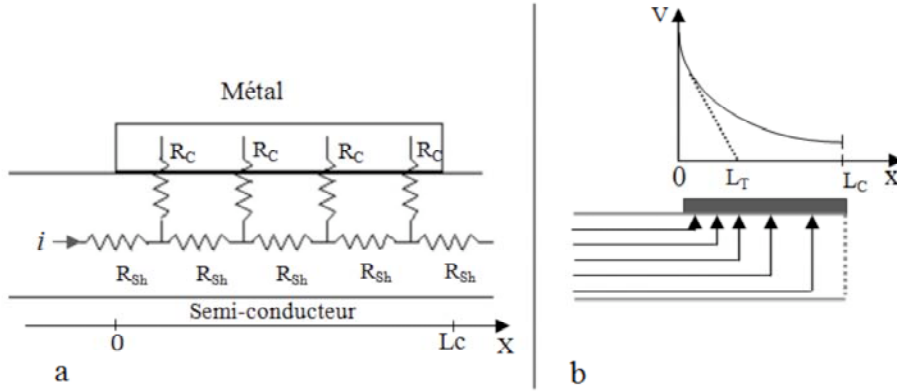 Métal
R_C R_C R_C R_C
i
R_Sh R_Sh R_Sh R_Sh R_Sh
Semi-conducteur
0 Lc X
a
V
0 L_T L_C X
b